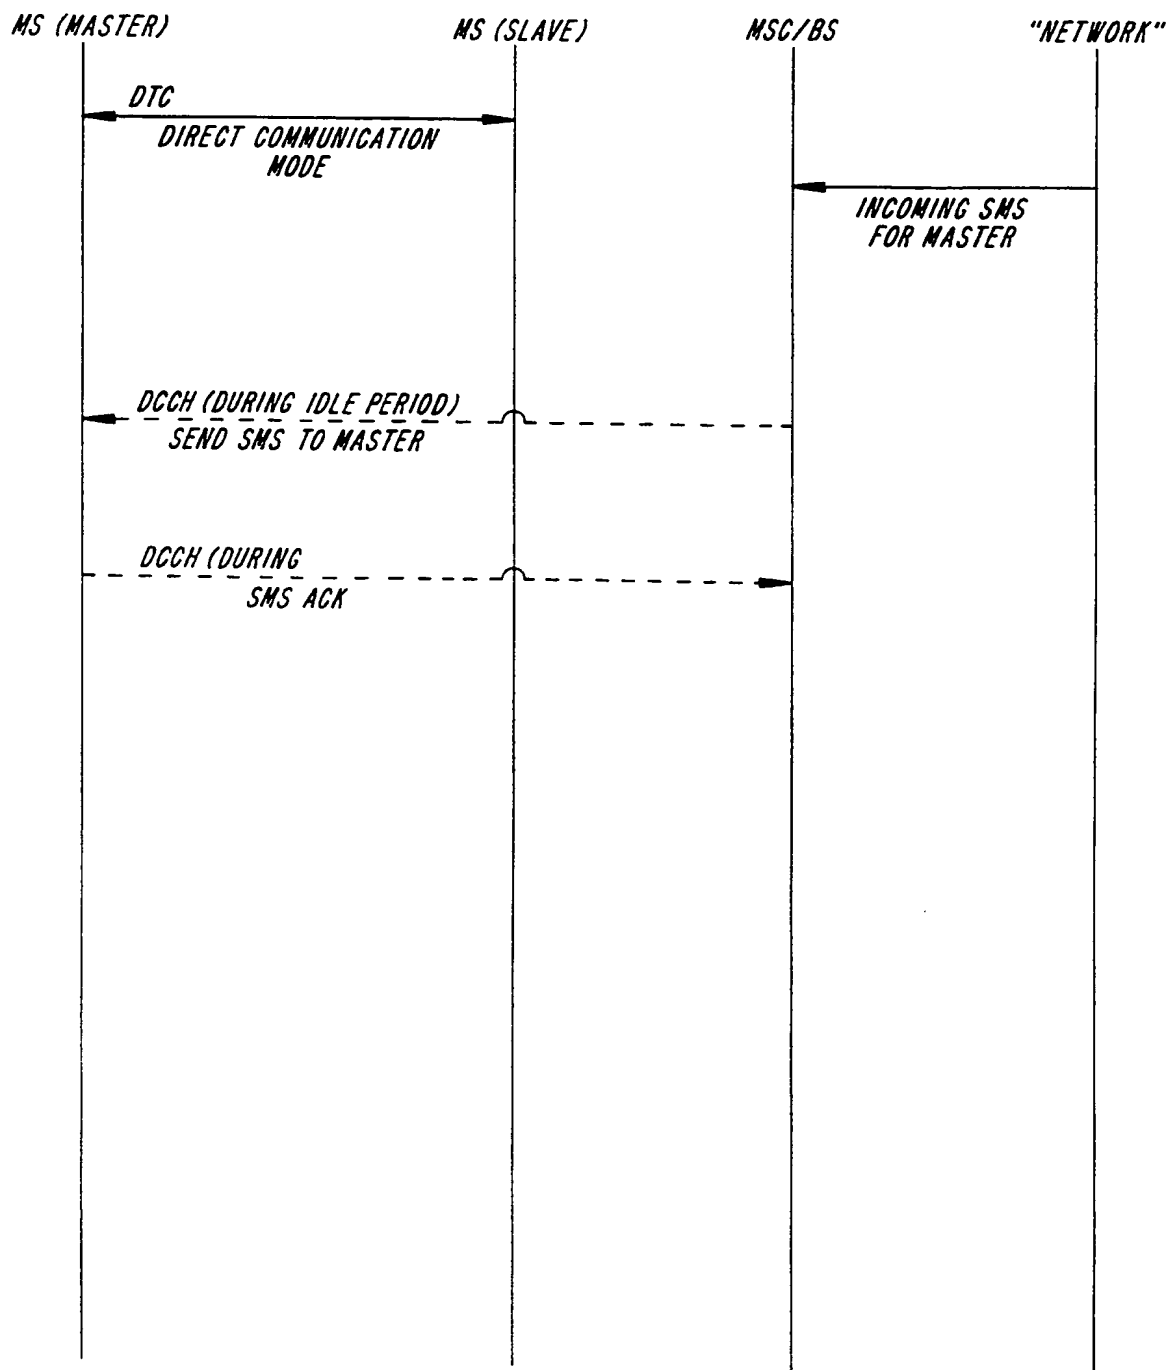 MS (MASTER)
MS (SLAVE)
MSC/BS
"NETWORK"
DTC
DIRECT COMMUNICATION
MODE
INCOMING SMS
FOR MASTER
DCCH (DURING IDLE PERIOD)
SEND SMS TO MASTER
DCCH (DURING
SMS ACK